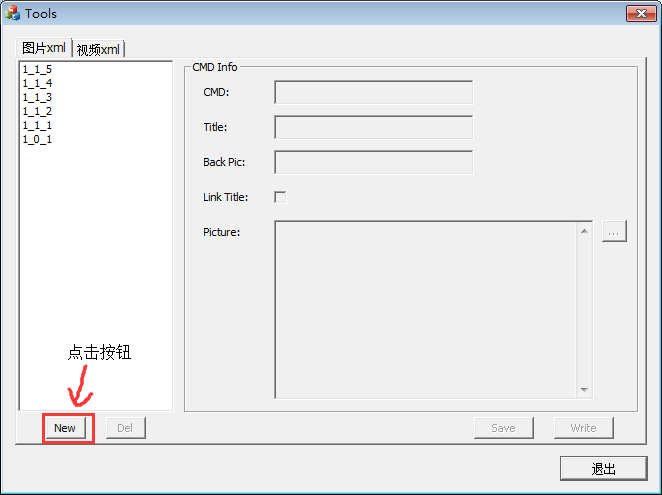 Tools
图片xml 视频xml
1_1_5
1_1_4
1_1_3
1_1_2
1_1_1
1_0_1
CMD Info
CMD:
Title:
Back Pic:
Link Title:
Picture:
...
点击按钮
New Del Save Write
退出